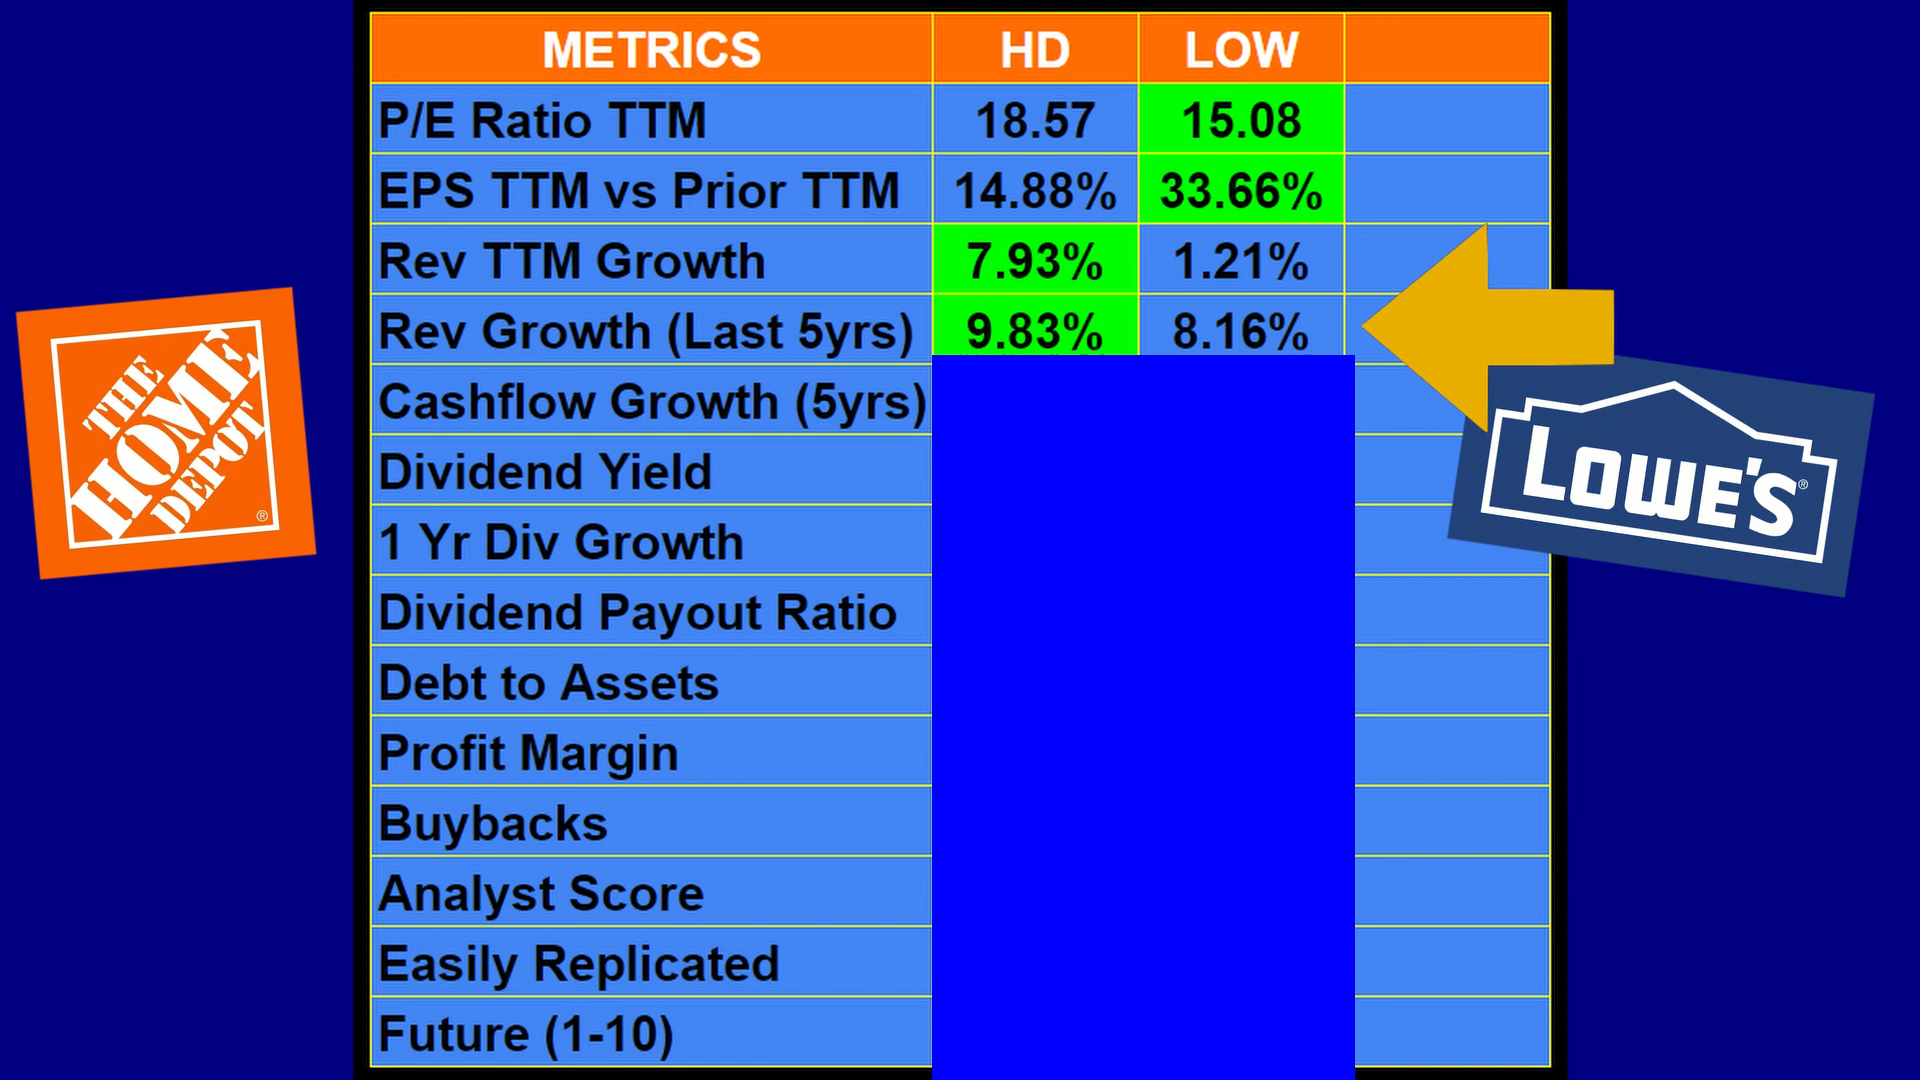 METRICS HD LOW
P/E Ratio TTM 18.57 15.08
EPS TTM vs Prior TTM 14.88% 33.66%
Rev TTM Growth 7.93% 1.21%
Rev Growth (Last 5yrs) 9.83% 8.16%
Cashflow Growth (5yrs)
Dividend Yield
1 Yr Div Growth
Dividend Payout Ratio
Debt to Assets
Profit Margin
Buybacks
Analyst Score
Easily Replicated
Future (1-10)
THE
HOME
DEPOT
®
LOWE'S®